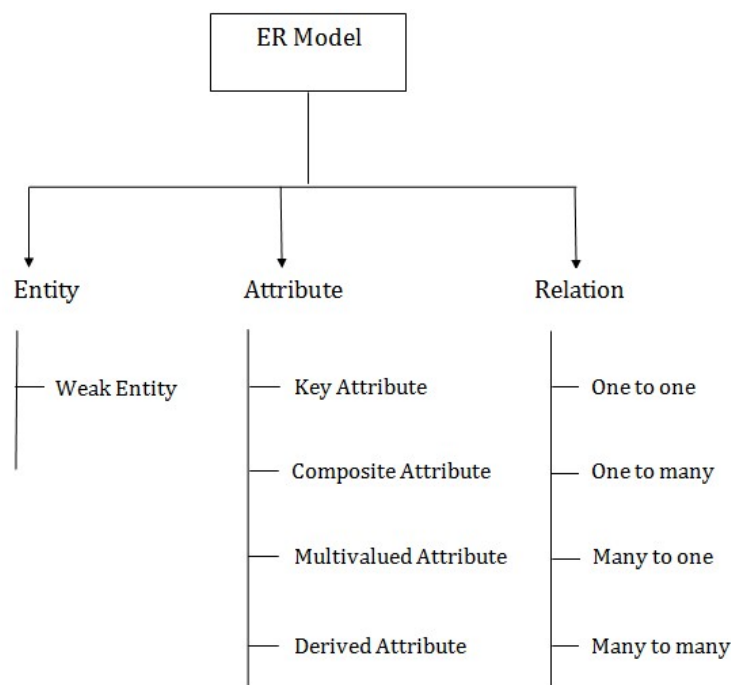 ER Model
Entity
Attribute
Relation
Weak Entity
Key Attribute
One to one
Composite Attribute
One to many
Multivalued Attribute
Many to one
Derived Attribute
Many to many